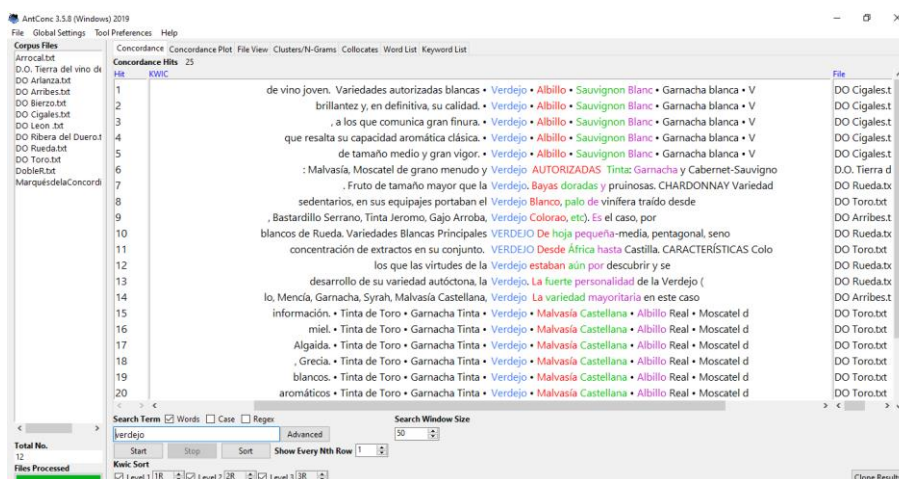 AntConc 3.5.8 (Windows) 2019
File Global Settings Tool Preferences Help
Corpus Files
Arrocal.txt
D.O. Tierra del vino de
DO Arlanza.txt
DO Arribes.txt
DO Bierzo.txt
DO Cigales.txt
DO Leon .txt
DO Ribera del Duero.t
DO Rueda.txt
DO Toro.txt
DobleR.txt
MarquésdelaConcordi
Total No.
12
Files Processed
Concordance Concordance Plot File View Clusters/N-Grams Collocates Word List Keyword List
Concordance Hits 25
Hit KWIC File
1 de vino joven. Variedades autorizadas blancas • Verdejo • Albillo • Sauvignon Blanc • Garnacha blanca • V DO Cigales.t
2 brillantez y, en definitiva, su calidad. • Verdejo • Albillo • Sauvignon Blanc • Garnacha blanca • V DO Cigales.t
3 , a los que comunica gran finura. • Verdejo • Albillo • Sauvignon Blanc • Garnacha blanca • V DO Cigales.t
4 que resalta su capacidad aromática clásica. • Verdejo • Albillo • Sauvignon Blanc • Garnacha blanca • V DO Cigales.t
5 de tamaño medio y gran vigor. • Verdejo • Albillo • Sauvignon Blanc • Garnacha blanca • V DO Cigales.t
6 : Malvasía, Moscatel de grano menudo y Verdejo AUTORIZADAS Tinta: Garnacha y Cabernet-Sauvigno D.O. Tierra d
7 . Fruto de tamaño mayor que la Verdejo. Bayas doradas y pruinosas. CHARDONNAY Variedad DO Rueda.tx
8 sedentarios, en sus equipajes portaban el Verdejo Blanco, palo de vinífera traído desde DO Toro.txt
9 , Bastardillo Serrano, Tinta Jeromo, Gajo Arroba, Verdejo Colorao, etc). Es el caso, por DO Arribes.t
10 blancos de Rueda. Variedades Blancas Principales VERDEJO De hoja pequeña-media, pentagonal, seno DO Rueda.tx
11 concentración de extractos en su conjunto. VERDEJO Desde África hasta Castilla. CARACTERÍSTICAS Colo DO Toro.txt
12 los que las virtudes de la Verdejo estaban aún por descubrir y se DO Rueda.tx
13 desarrollo de su variedad autóctona, la Verdejo. La fuerte personalidad de la Verdejo ( DO Rueda.tx
14 lo, Mencía, Garnacha, Syrah, Malvasía Castellana, Verdejo La variedad mayoritaria en este caso DO Arribes.t
15 información. • Tinta de Toro • Garnacha Tinta • Verdejo • Malvasía Castellana • Albillo Real • Moscatel d DO Toro.txt
16 miel. • Tinta de Toro • Garnacha Tinta • Verdejo • Malvasía Castellana • Albillo Real • Moscatel d DO Toro.txt
17 Algaida. • Tinta de Toro • Garnacha Tinta • Verdejo • Malvasía Castellana • Albillo Real • Moscatel d DO Toro.txt
18 , Grecia. • Tinta de Toro • Garnacha Tinta • Verdejo • Malvasía Castellana • Albillo Real • Moscatel d DO Toro.txt
19 blancos. • Tinta de Toro • Garnacha Tinta • Verdejo • Malvasía Castellana • Albillo Real • Moscatel d DO Toro.txt
20 aromáticos • Tinta de Toro • Garnacha Tinta • Verdejo • Malvasía Castellana • Albillo Real • Moscatel d DO Toro.txt
Search Term Words Case Regex Search Window Size
verdejo Advanced 50
Start Stop Sort Show Every Nth Row 1
Kwic Sort
Level 1 1R Level 2 2R Level 3 3R Clone Result